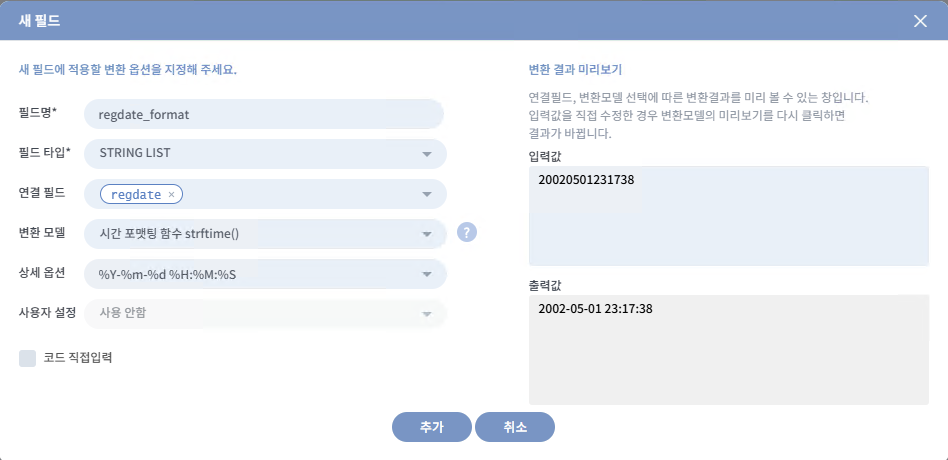 새 필드
새 필드에 적용할 변환 옵션을 지정해 주세요.
필드명*
regdate_format
필드 타입*
STRING LIST
연결 필드
regdate ×
변환 모델
시간 포맷팅 함수 strftime()
?
상세 옵션
%Y-%m-%d %H:%M:%S
사용자 설정
사용 안함
코드 직접입력
변환 결과 미리보기
연결필드, 변환모델 선택에 따른 변환결과를 미리 볼 수 있는 창입니다.
입력값을 직접 수정한 경우 변환모델의 미리보기를 다시 클릭하면
결과가 바뀝니다.
입력값
20020501231738
출력값
2002-05-01 23:17:38
추가
취소